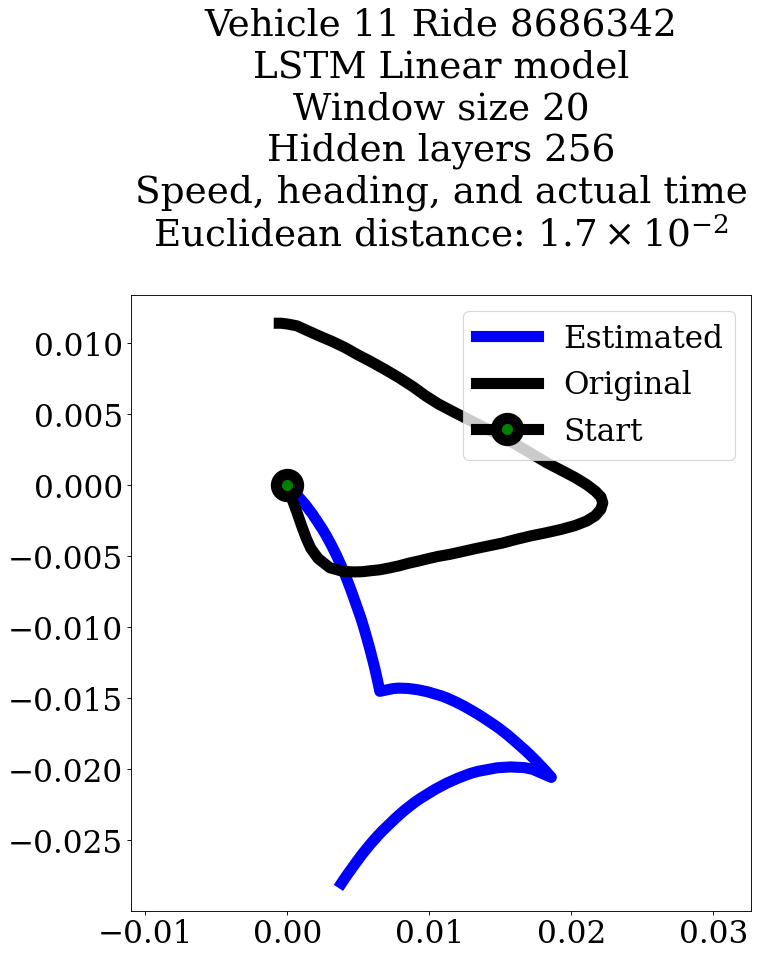 Vehicle 11 Ride 8686342
LSTM Linear model
Window size 20
Hidden layers 256
Speed, heading, and actual time
Euclidean distance: 1.7 × 10⁻²
Estimated
Original
Start
0.010
0.005
0.000
−0.005
−0.010
−0.015
−0.020
−0.025
−0.01 0.00 0.01 0.02 0.03